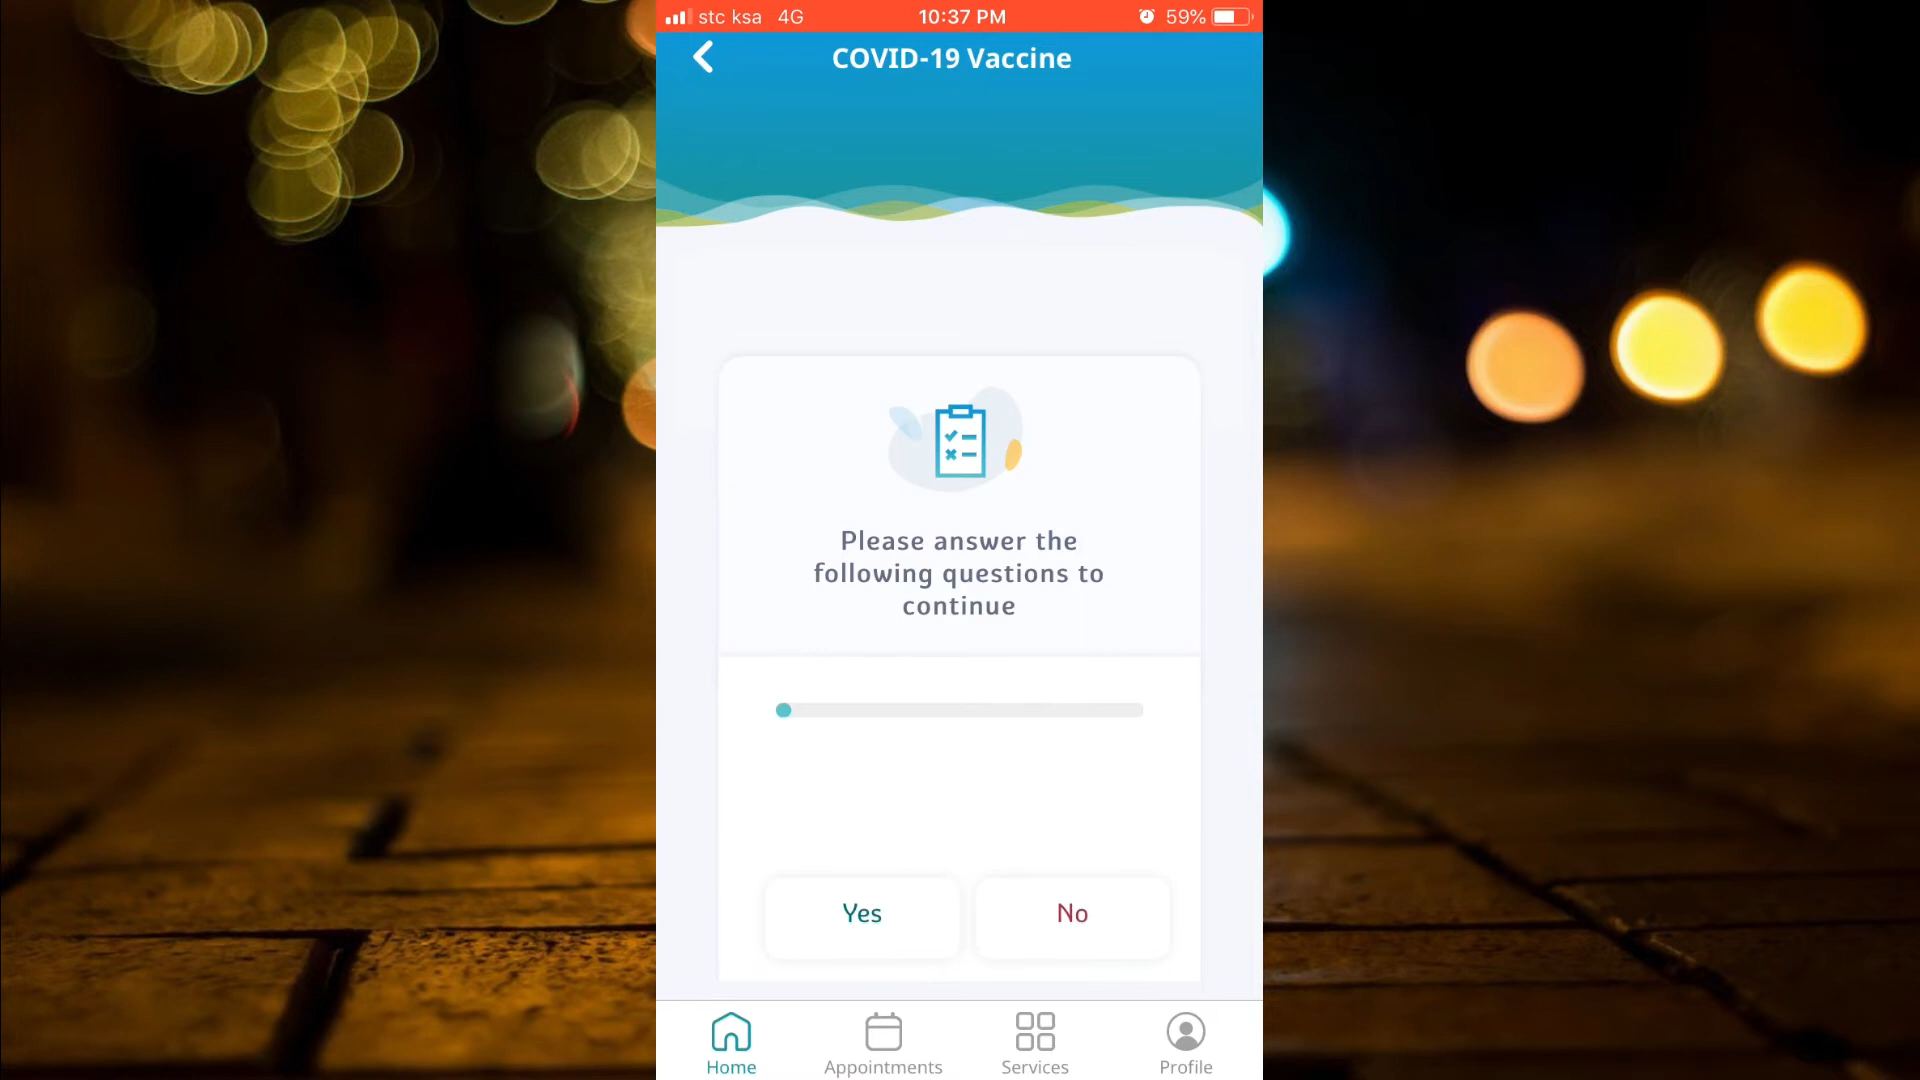 stc ksa 4G 10:37 PM 59%
COVID-19 Vaccine
Please answer the
following questions to
continue
Yes No
Home Appointments Services Profile